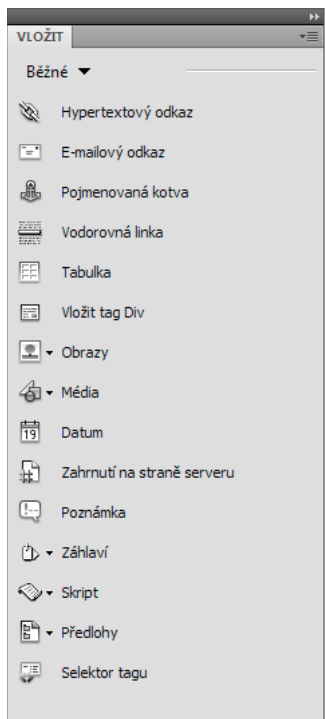 VLOŽIT
Běžné
Hypertextový odkaz
E-mailový odkaz
Pojmenovaná kotva
Vodorovná linka
Tabulka
Vložit tag Div
Obrazy
Média
19 Datum
Zahrnutí na straně serveru
Poznámka
Záhlaví
Skript
Předlohy
Selektor tagu